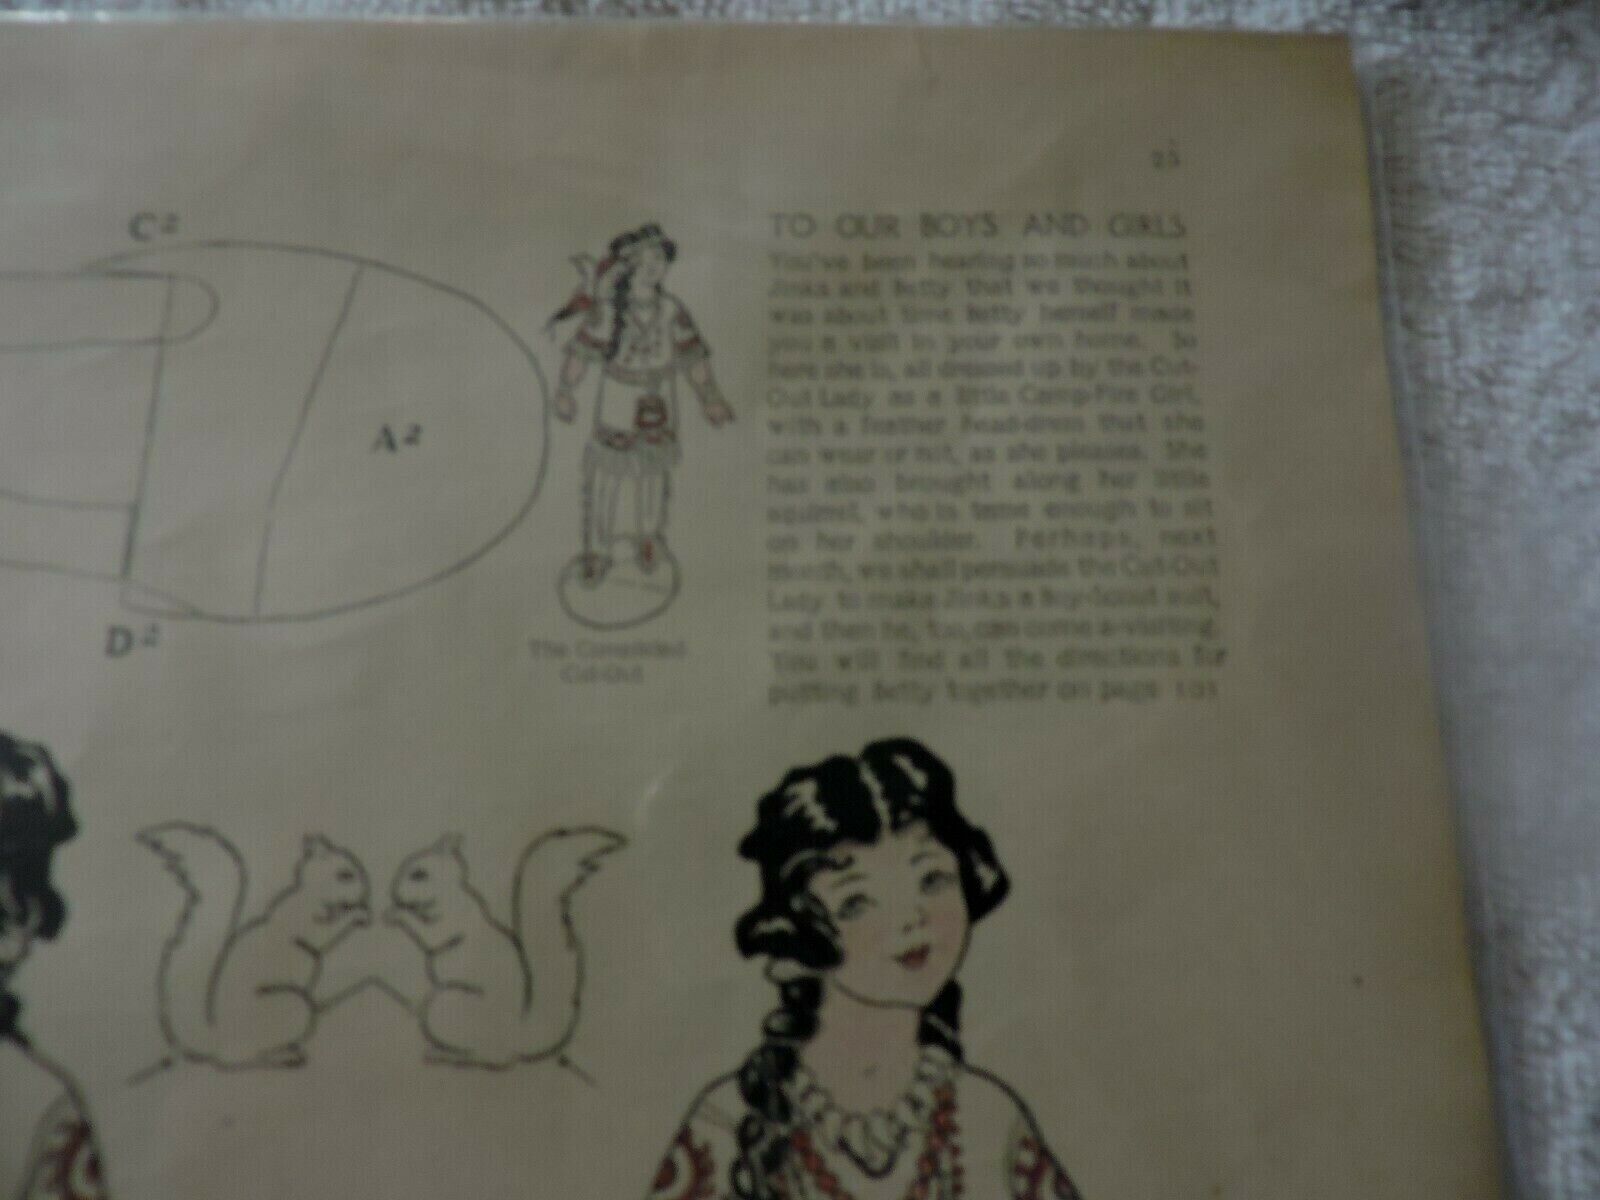 25
C2
TO OUR BOYS AND GIRLS
You've been hearing so much about
Jinks and Betty that we thought it
was about time Betty herself made
you a visit in your own home. So
here she is, all dressed up by the Cut-
Out Lady as a little Camp-Fire Girl,
with a feather head-dress that she
can wear or not, as she pleases. She
has also brought along her little
squirrel, who is tame enough to sit
on her shoulder. Perhaps, next
month, we shall persuade the Cut-Out
Lady to make Jinks a Boy-Scout suit,
and then he, too, can come a-visiting.
You will find all the directions for
putting Betty together on page 101
A2
D2
The Completed
Cut-Out